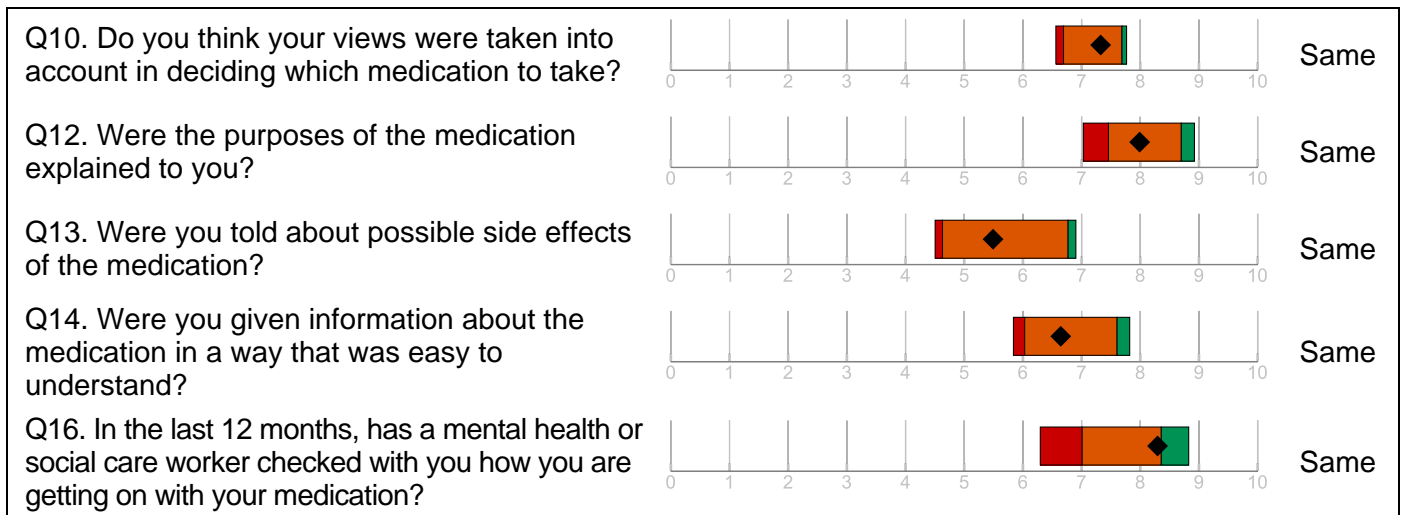 Q10. Do you think your views were taken into
account in deciding which medication to take?
Same
0 1 2 3 4 5 6 7 8 9 10
Q12. Were the purposes of the medication
explained to you?
Same
0 1 2 3 4 5 6 7 8 9 10
Q13. Were you told about possible side effects
of the medication?
Same
0 1 2 3 4 5 6 7 8 9 10
Q14. Were you given information about the
medication in a way that was easy to
understand?
Same
0 1 2 3 4 5 6 7 8 9 10
Q16. In the last 12 months, has a mental health or
social care worker checked with you how you are
getting on with your medication?
Same
0 1 2 3 4 5 6 7 8 9 10